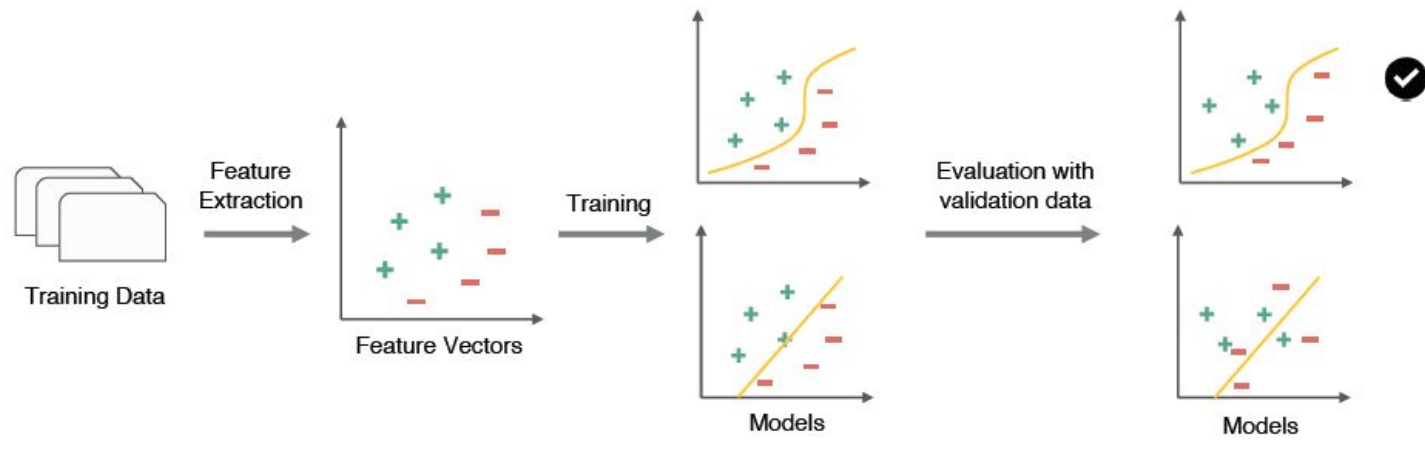 Training Data
Feature
Extraction
Feature Vectors
Training
Models
Evaluation with
validation data
Models